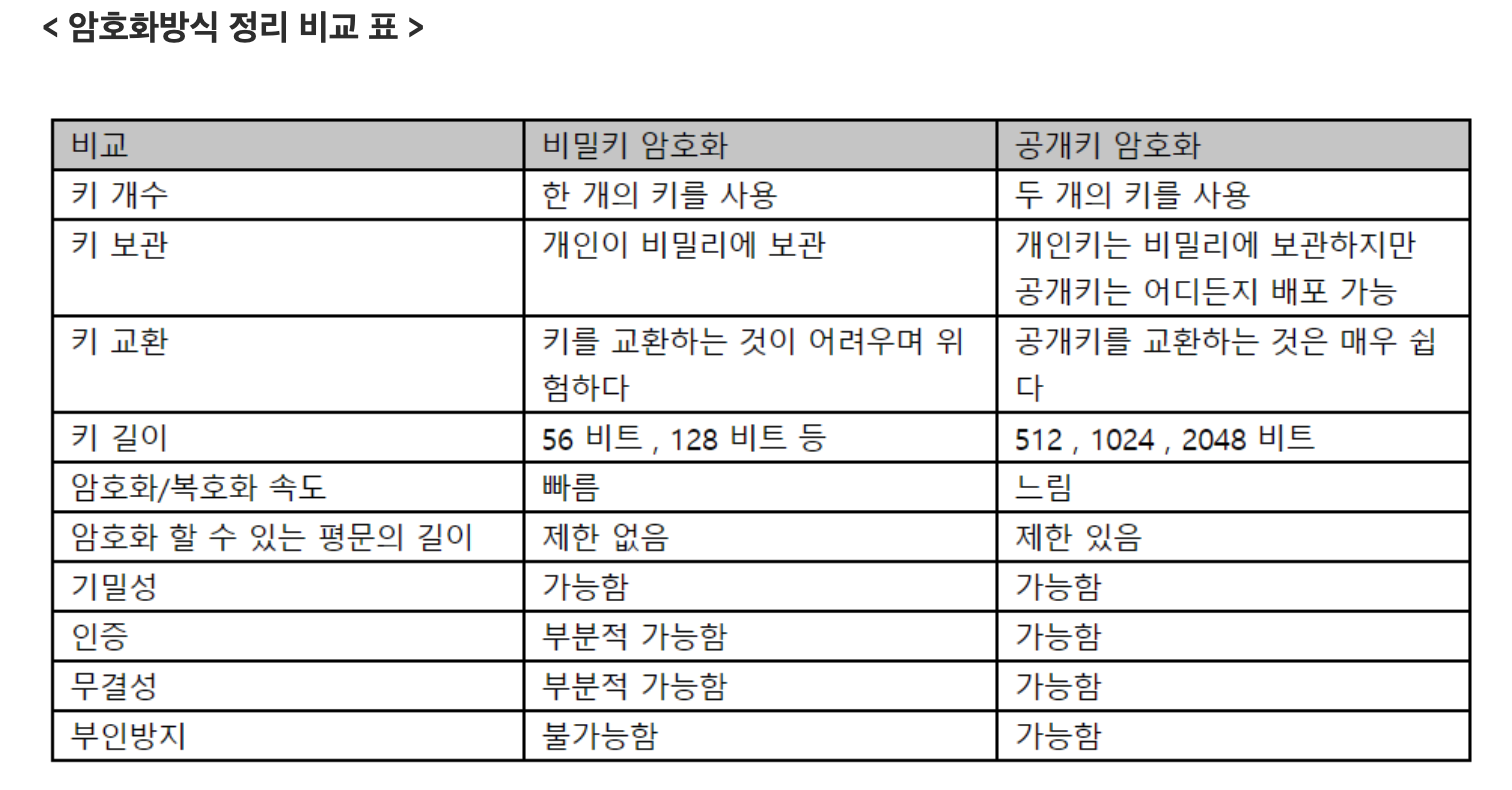 < 암호화방식 정리 비교 표 >
비교 비밀키 암호화 공개키 암호화
키 개수 한 개의 키를 사용 두 개의 키를 사용
키 보관 개인이 비밀리에 보관 개인키는 비밀리에 보관하지만
공개키는 어디든지 배포 가능
키 교환 키를 교환하는 것이 어려우며 위 공개키를 교환하는 것은 매우 쉽
험하다 다
키 길이 56 비트 , 128 비트 등 512 , 1024 , 2048 비트
암호화/복호화 속도 빠름 느림
암호화 할 수 있는 평문의 길이 제한 없음 제한 있음
기밀성 가능함 가능함
인증 부분적 가능함 가능함
무결성 부분적 가능함 가능함
부인방지 불가능함 가능함